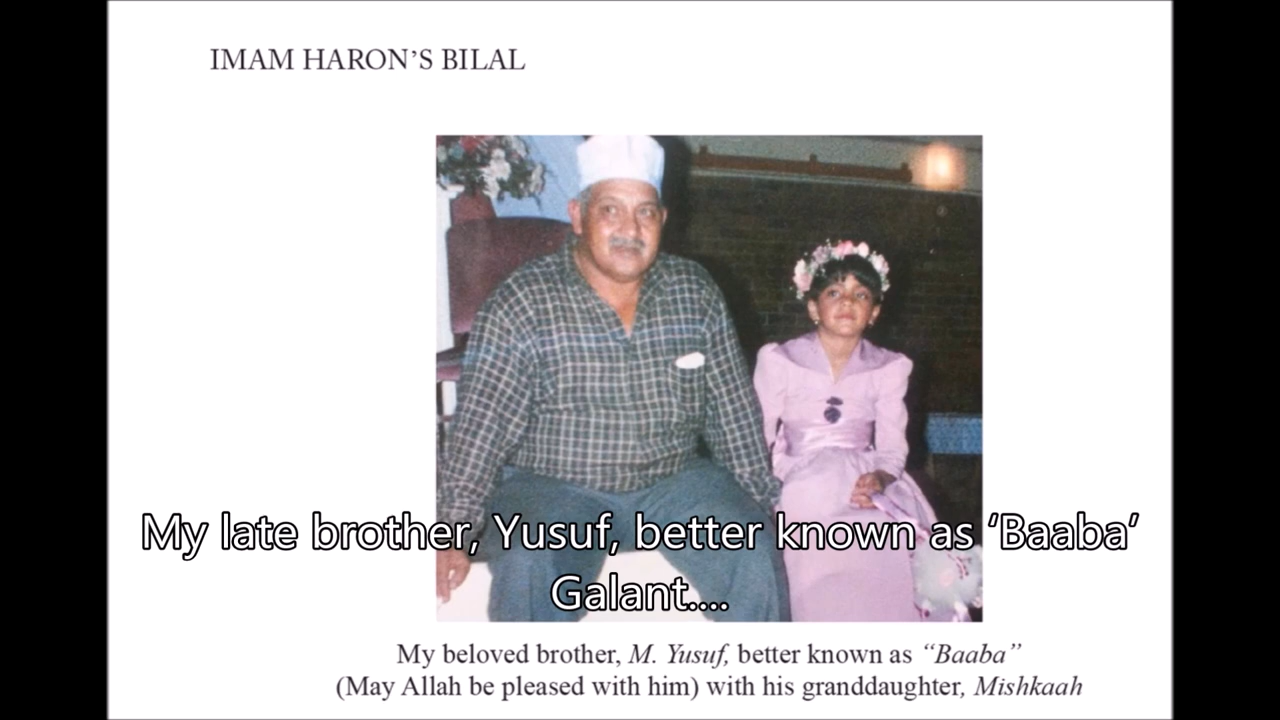 IMAM HARON’S BILAL
My late brother, Yusuf, better known as ‘Baaba’
Galant....
My beloved brother, M. Yusuf, better known as “Baaba”
(May Allah be pleased with him) with his granddaughter, Mishkaah